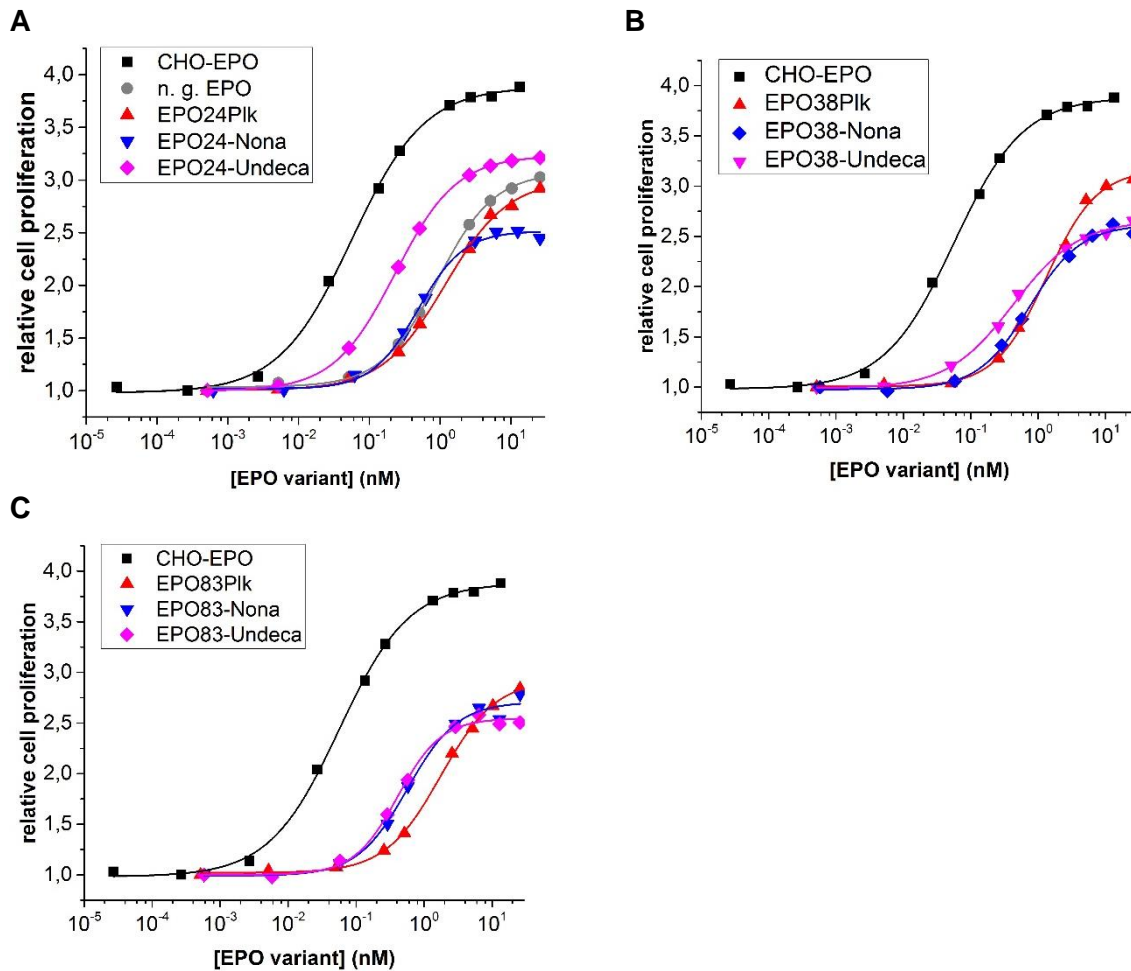 A
CHO-EPO
n. g. EPO
EPO24Plk
EPO24-Nona
EPO24-Undeca
relative cell proliferation
4,0
3,5
3,0
2,5
2,0
1,5
1,0
10-5 10-4 10-3 10-2 10-1 100 101
[EPO variant] (nM)
B
CHO-EPO
EPO38Plk
EPO38-Nona
EPO38-Undeca
relative cell proliferation
4,0
3,5
3,0
2,5
2,0
1,5
1,0
10-5 10-4 10-3 10-2 10-1 100 101
[EPO variant] (nM)
C
CHO-EPO
EPO83Plk
EPO83-Nona
EPO83-Undeca
relative cell proliferation
4,0
3,5
3,0
2,5
2,0
1,5
1,0
10-5 10-4 10-3 10-2 10-1 100 101
[EPO variant] (nM)